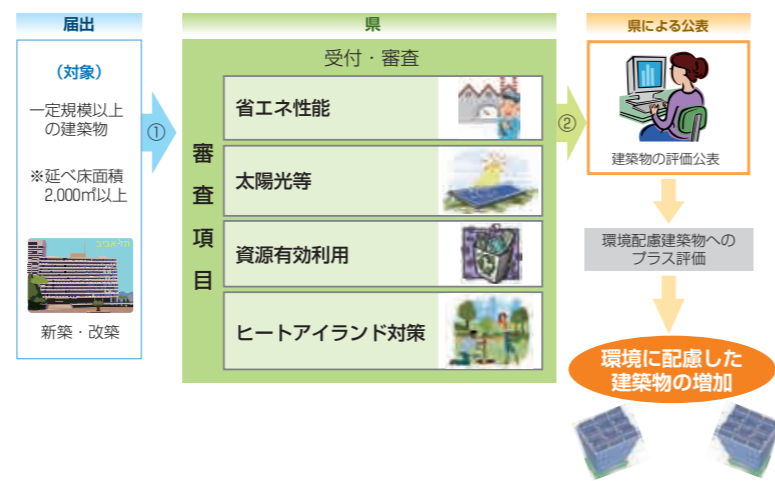 届出
(対象)
一定規模以上
の建築物
※延べ床面積
2,000㎡以上
新築・改築
①
県
受付・審査
審査項目
省エネ性能
太陽光等
資源有効利用
ヒートアイランド対策
②
県による公表
建築物の評価公表
環境配慮建築物への
プラス評価
環境に配慮した
建築物の増加